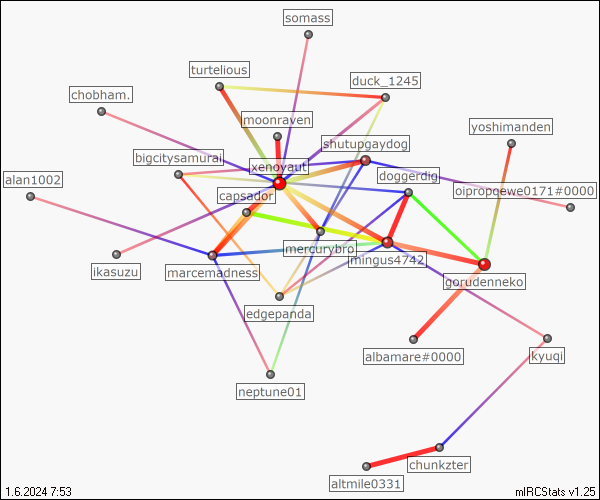 somass
turtelious
duck_1245
chobham.
moonraven
yoshimanden
shutupgaydog
bigcitysamurai
xenoyaut
doggerdig
alan1002
oipropqewe0171#0000
capsador
mercurybro
mingus4742
ikasuzu
marcemadness
gorudenneko
edgepanda
albamare#0000
kyuqi
neptune01
chunkzter
altmile0331
1.6.2024 7:53
mIRCStats v1.25